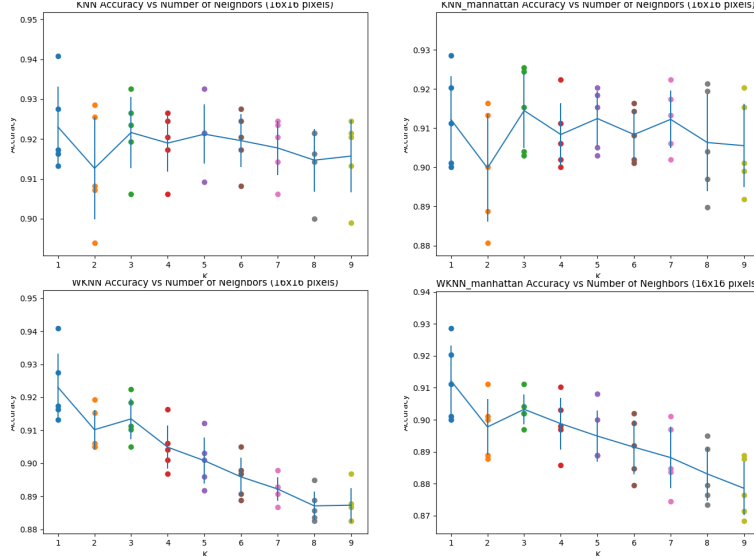 KNN Accuracy vs Number of Neighbors (16x16 pixels)
0.95
0.94
0.93
0.92
0.91
0.90
Accuracy
1 2 3 4 5 6 7 8 9
K
KNN_manhattan Accuracy vs Number of Neighbors (16x16 pixels)
0.93
0.92
0.91
0.90
0.89
0.88
Accuracy
1 2 3 4 5 6 7 8 9
K
WKNN Accuracy vs Number of Neighbors (16x16 pixels)
0.95
0.94
0.93
0.92
0.91
0.90
0.89
0.88
Accuracy
1 2 3 4 5 6 7 8 9
K
WKNN_manhattan Accuracy vs Number of Neighbors (16x16 pixels
0.94
0.93
0.92
0.91
0.90
0.89
0.88
0.87
Accuracy
1 2 3 4 5 6 7 8 9
K